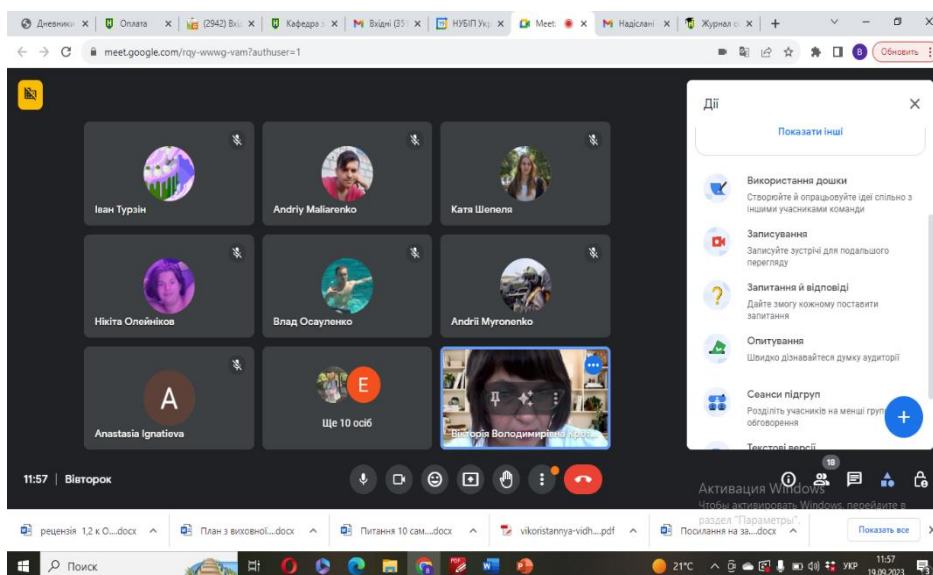 Дневники
Оплата
(2942) Вхі
Кафедра
Вхідні (35
НУБІП Укр
Meet:
Надіслані
Журнал
meet.google.com/rqy-wwwg-vam?authuser=1
B
Обновить
Іван Турзін
Andriy Maliarenko
Катя Шепеля
Нікіта Олейніков
Влад Осауленко
Andrii Myronenko
A
Anastasia Ignatieva
E
Ще 10 осіб
Вікторія Володимирівна
Дії
Показати інші
Використання дошки
Створюйте й опрацьовуйте ідеї спільно з
іншими учасниками команди
Записування
Записуйте зустрічі для подальшого
перегляду
Запитання й відповіді
Дайте змогу кожному поставити
запитання
Опитування
Швидко дізнавайтеся думку аудиторії
Сеанси підгруп
Розділіть учасників на менші
обговорення
Текстові версії
11:57 | Вівторок
18
Активация Windows
Чтобы активировать Windows, перейдите в
раздел "Параметры".
рецензія 1,2 к О....docx
План з виховної....docx
Питання 10 сам....docx
vikoristannya-vidh....pdf
Посилання на за....docx
Показать все
Поиск
21°C
УКР
11:57
19.09.2023